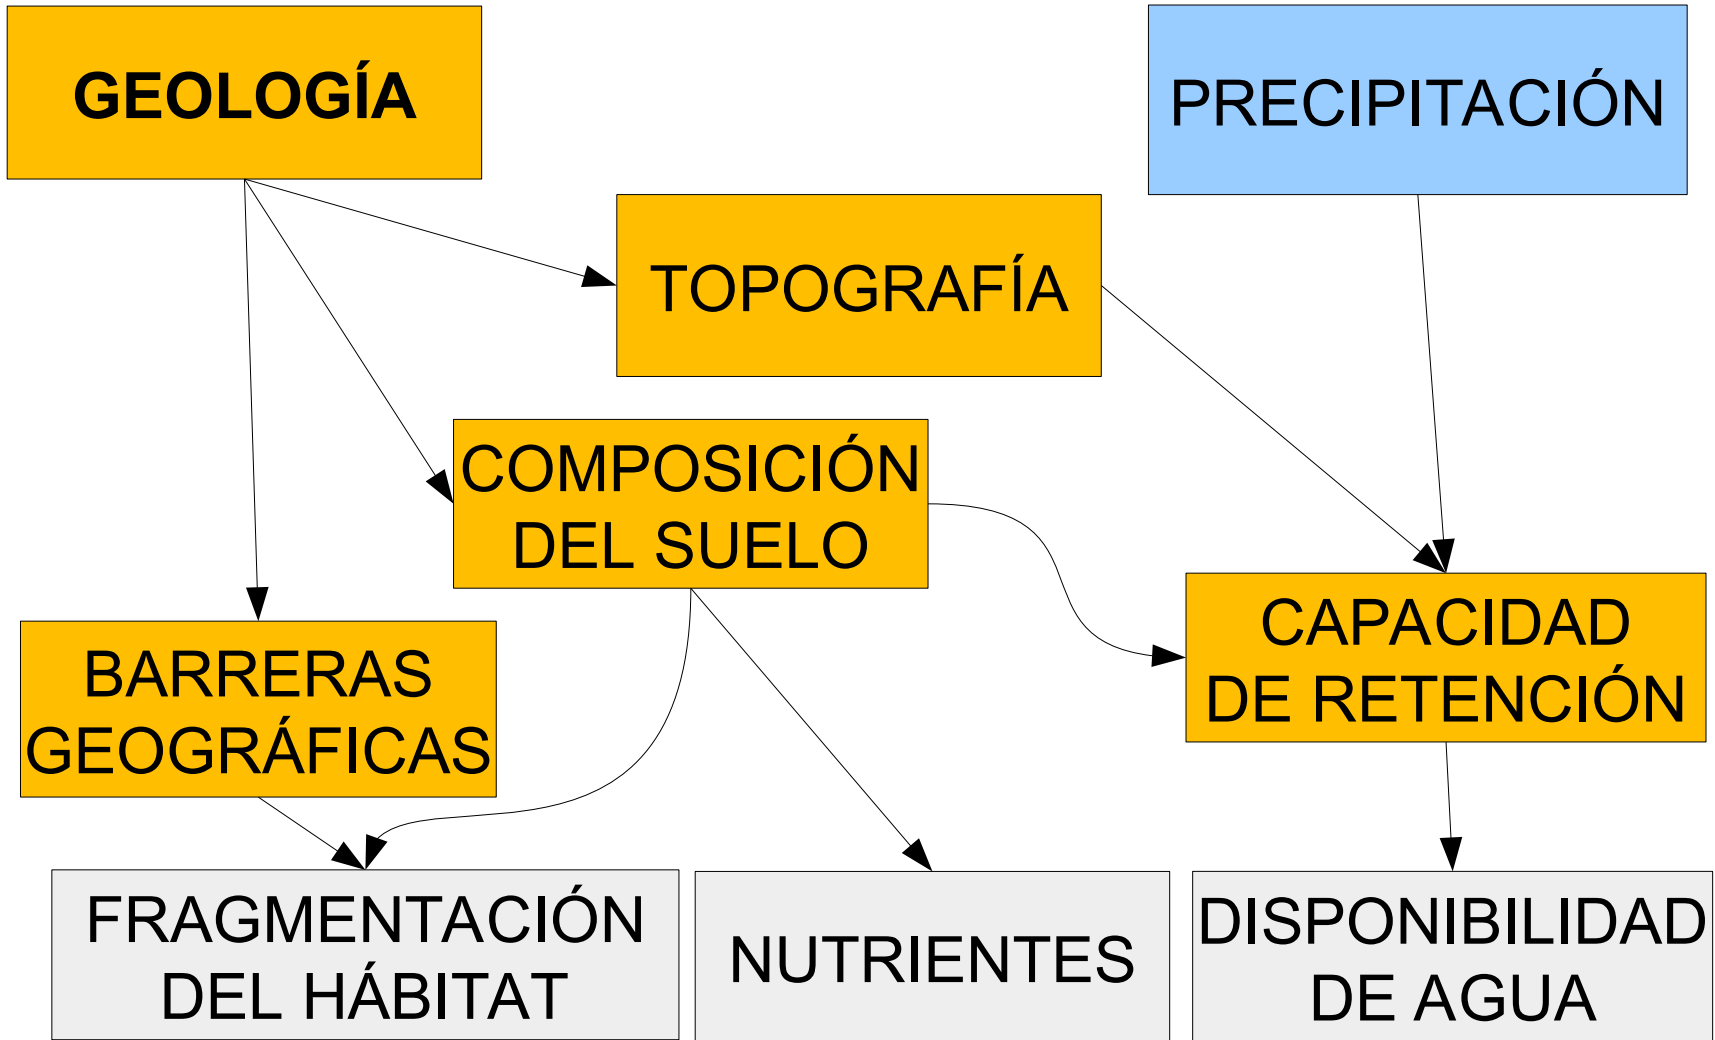 GEOLOGÍA
PRECIPITACIÓN
TOPOGRAFÍA
COMPOSICIÓN
DEL SUELO
CAPACIDAD
DE RETENCIÓN
BARRERAS
GEOGRÁFICAS
FRAGMENTACIÓN
DEL HÁBITAT
NUTRIENTES
DISPONIBILIDAD
DE AGUA